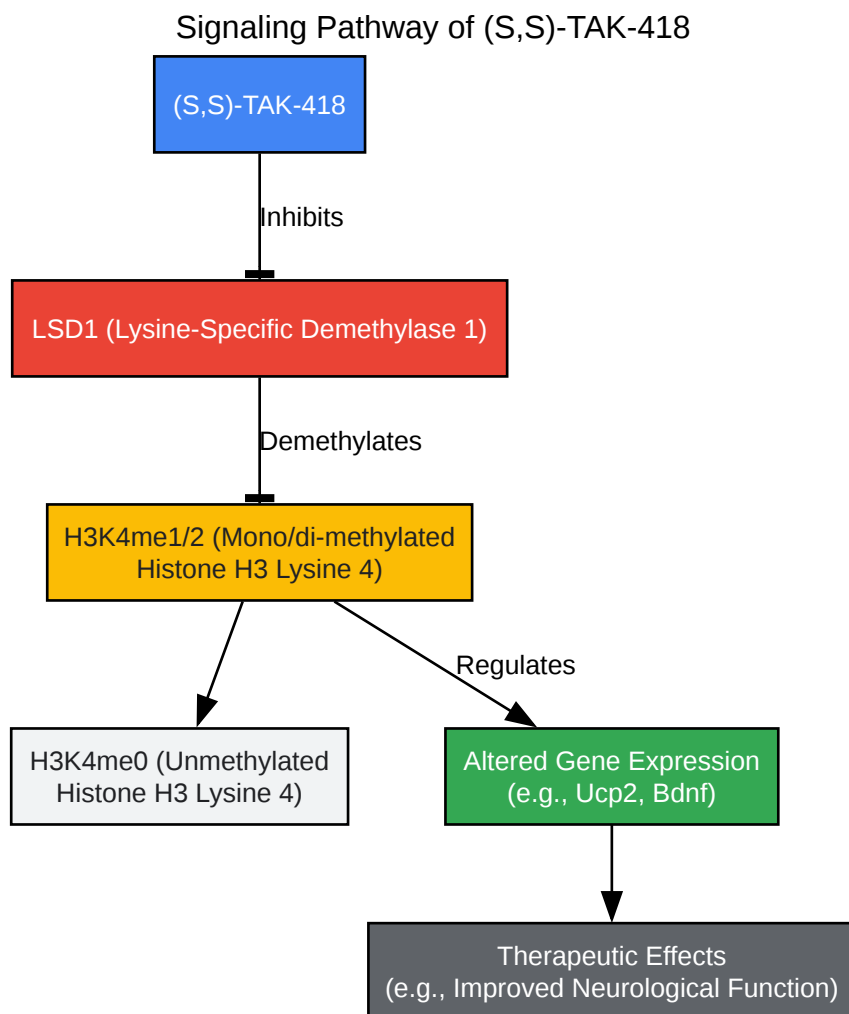 Signaling Pathway of (S,S)-TAK-418
(S,S)-TAK-418
Inhibits
LSD1 (Lysine-Specific Demethylase 1)
Demethylates
H3K4me1/2 (Mono/di-methylated
Histone H3 Lysine 4)
Regulates
H3K4me0 (Unmethylated
Histone H3 Lysine 4)
Altered Gene Expression
(e.g., Ucp2, Bdnf)
Therapeutic Effects
(e.g., Improved Neurological Function)